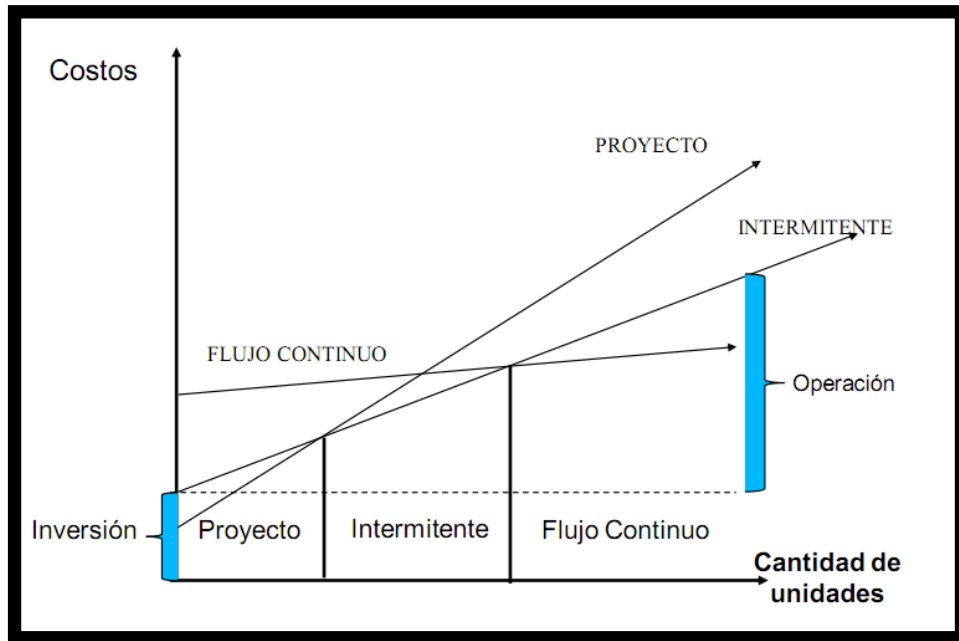 Costos
PROYECTO
INTERMITENTE
FLUJO CONTINUO
Operación
Inversión
Proyecto
Intermitente
Flujo Continuo
Cantidad de
unidades